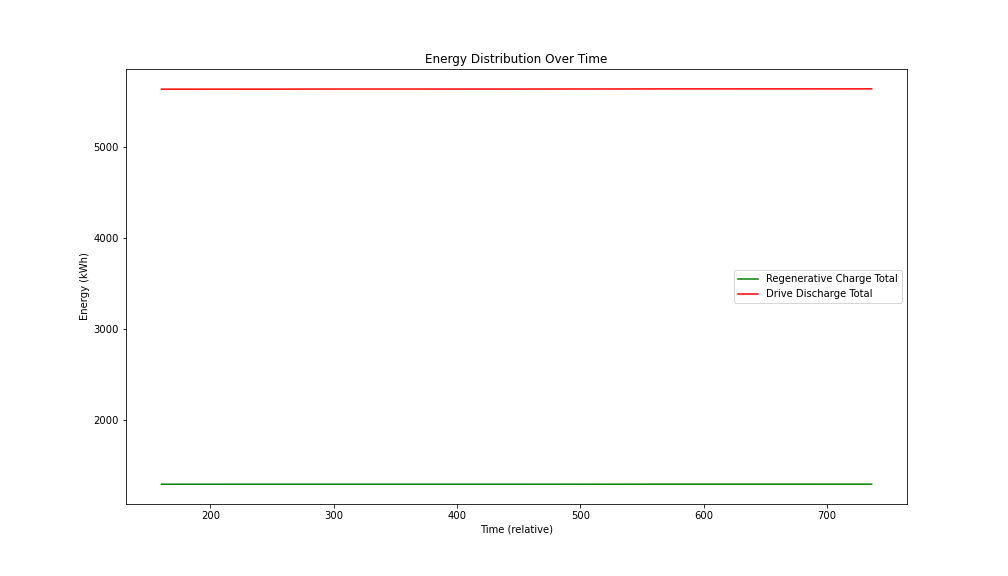 Energy Distribution Over Time
Energy (kWh)
5000
4000
3000
2000
Regenerative Charge Total
Drive Discharge Total
200 300 400 500 600 700
Time (relative)